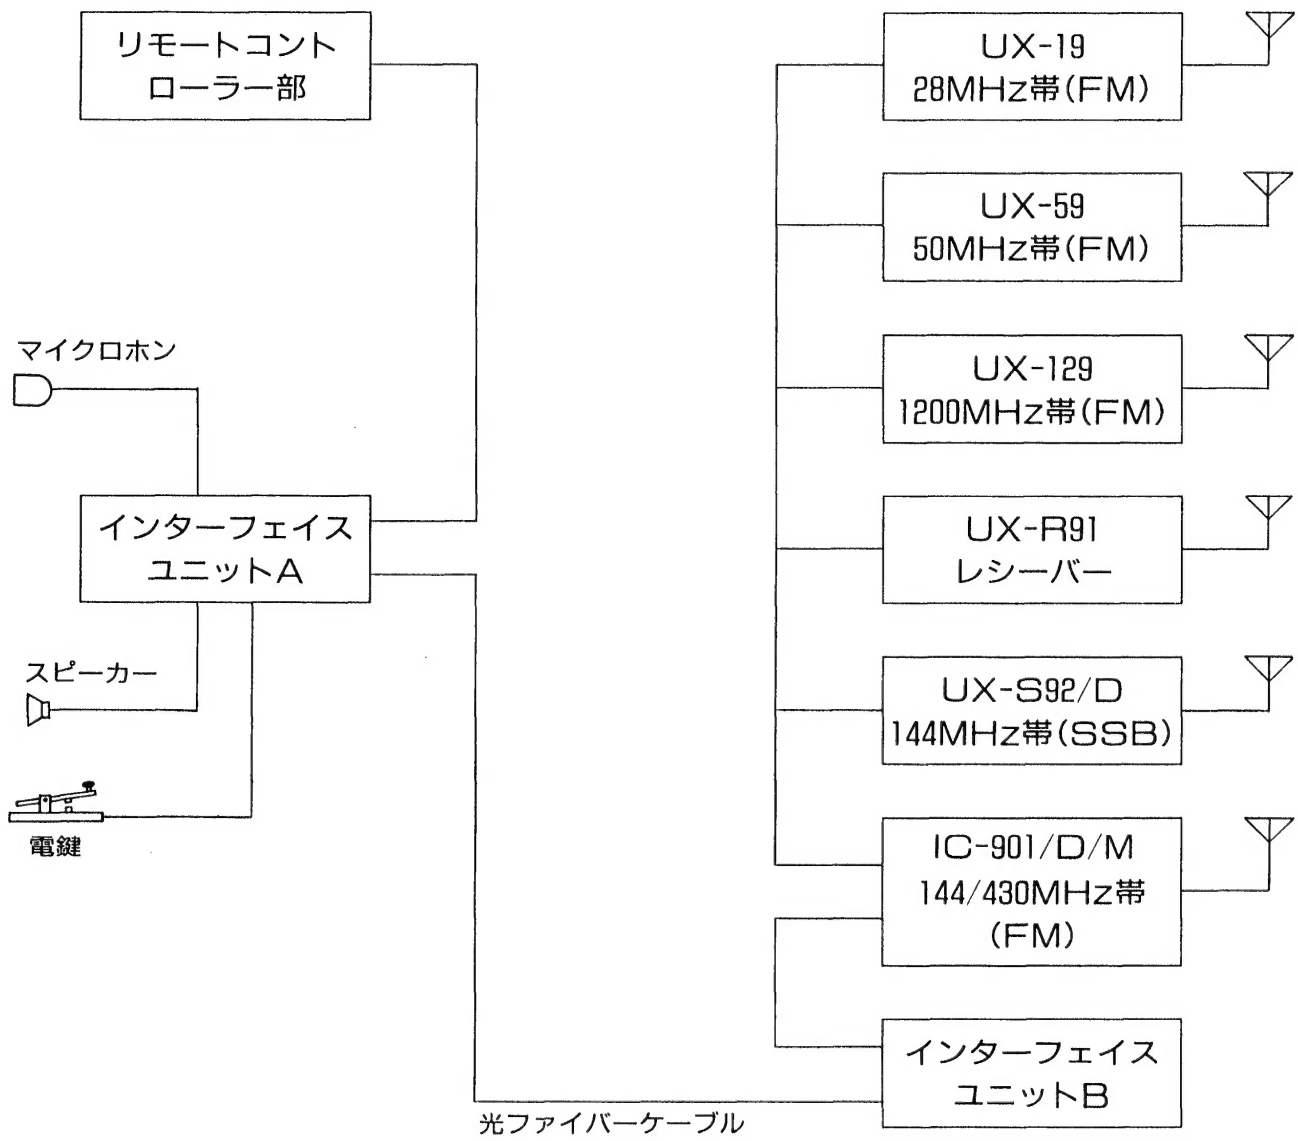 リモートコント
ローラー部
マイクロホン
インターフェイス
ユニットA
スピーカー
電鍵
光ファイバーケーブル
UX-19
28MHz帯(FM)
UX-59
50MHz帯(FM)
UX-129
1200MHz帯(FM)
UX-R91
レシーバー
UX-S92/D
144MHz帯(SSB)
IC-901/D/M
144/430MHz帯
(FM)
インターフェイス
ユニットB